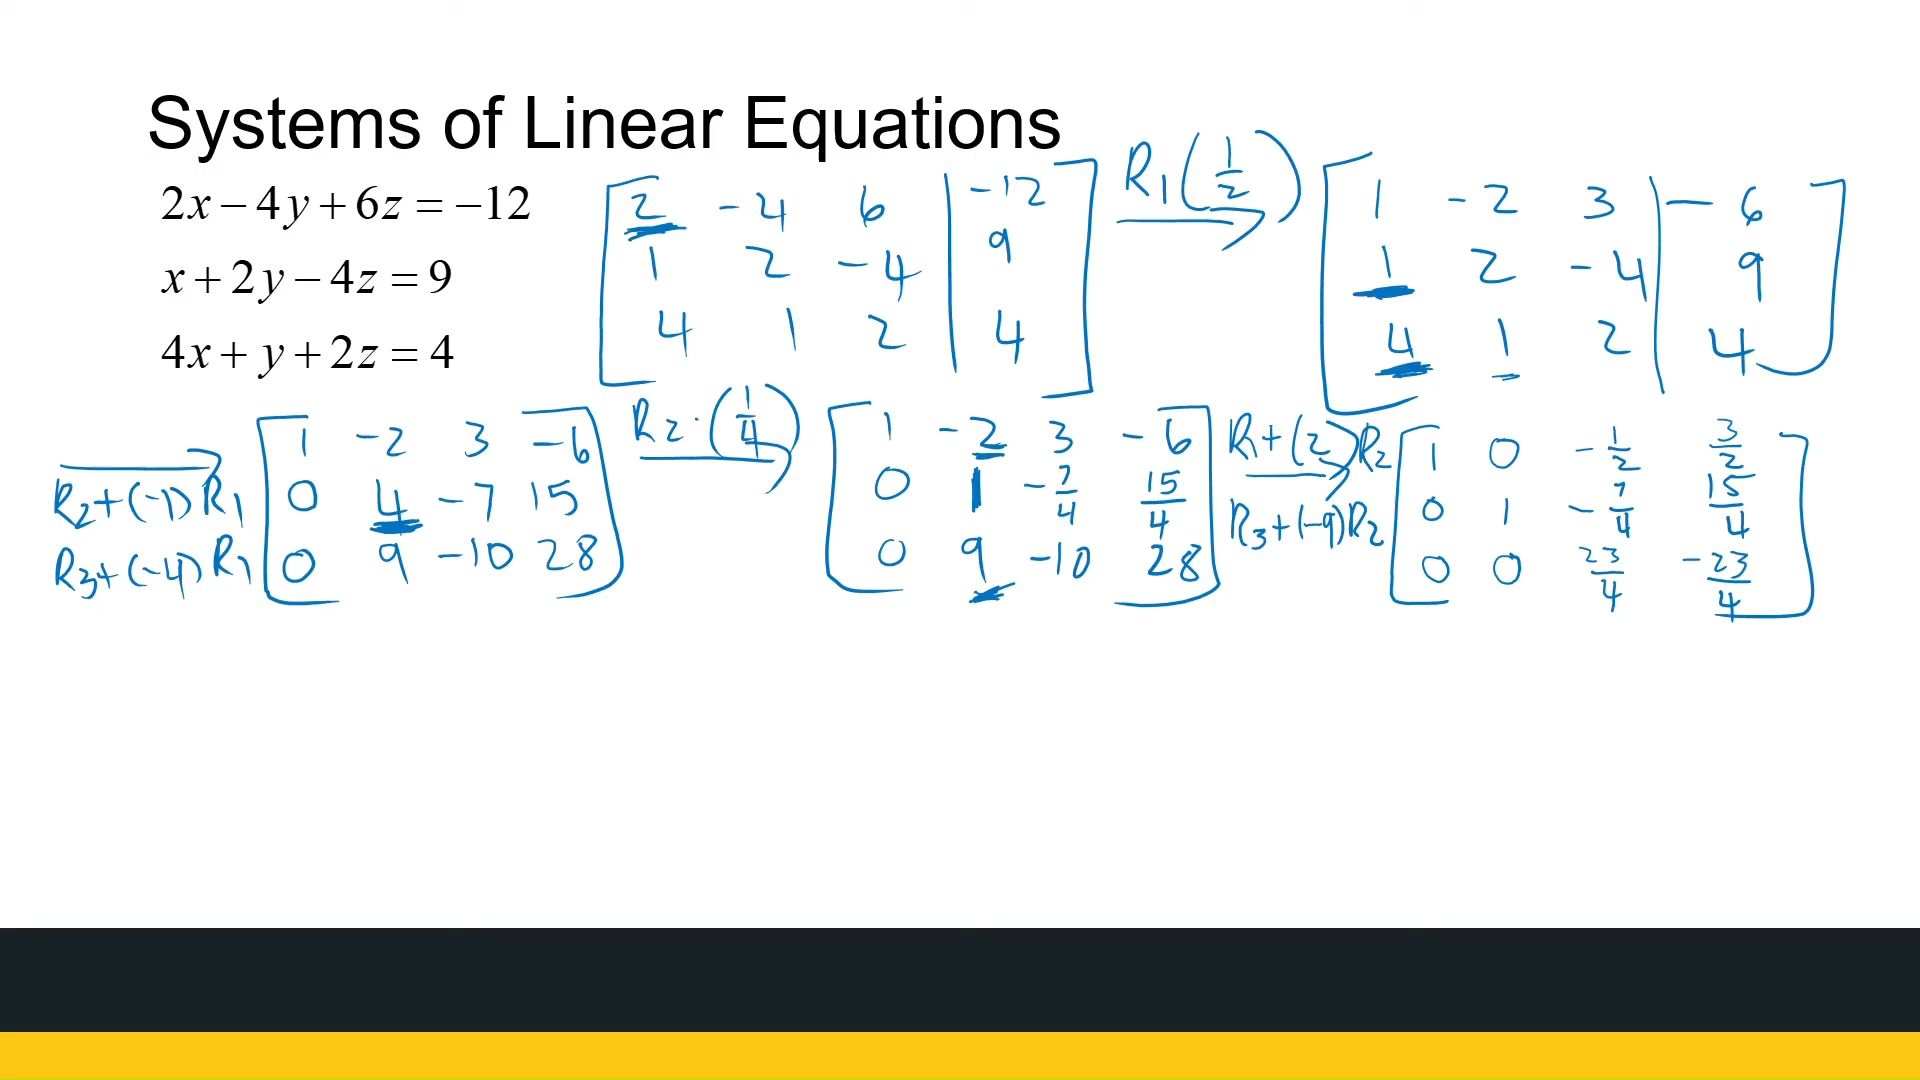 Systems of Linear Equations
2x − 4y + 6z = −12
x + 2y − 4z = 9
4x + y + 2z = 4
2 -4 6 | -12
1 2 -4 | 9
4 1 2 | 4
R1(1/2)
1 -2 3 | -6
1 2 -4 | 9
4 1 2 | 4
R2+(-1)R1
R3+(-4)R1
1 -2 3 -6
0 4 -7 15
0 9 -10 28
R2·(1/4)
1 -2 3 -6
0 1 -7/4 15/4
0 9 -10 28
R1+(2)R2
R3+(-9)R2
1 0 -1/2 3/2
0 1 -7/4 15/4
0 0 23/4 -23/4